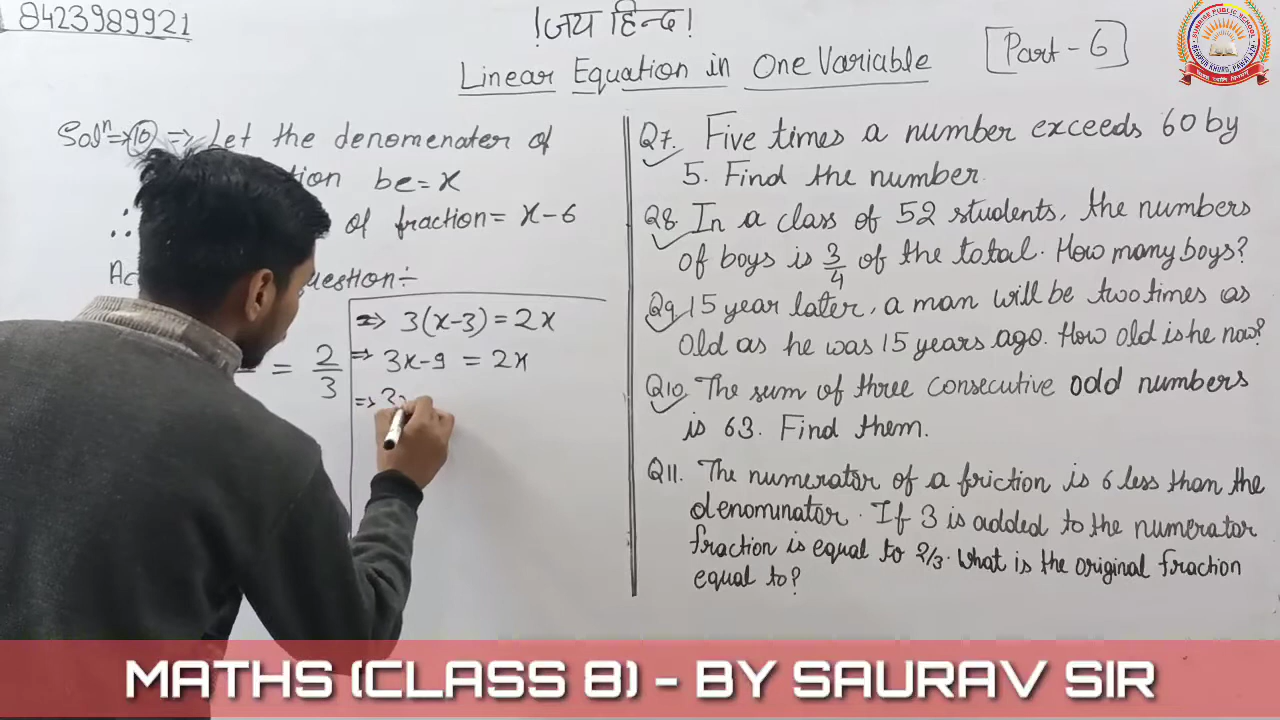 8423989921
!जय हिन्द!
Linear Equation in One Variable
[Part-6]
SUNRISE PUBLIC SCHOOL
Solⁿ⇒(10)⇒ Let the denomenater of
be = x
∴ of fraction = x-6
= 2/3
⇒ 3(x-3) = 2x
⇒ 3x-9 = 2x
⇒
Q7. Five times a number exceeds 60 by
5. Find the number.
Q8. In a class of 52 students, the numbers
of boys is 3/4 of the total. How many boys?
Q9. 15 year later, a man will be two times as
old as he was 15 years ago. How old is he now?
Q10. The sum of three consecutive odd numbers
is 63. Find them.
Q11. The numerator of a friction is 6 less than the
denominator. If 3 is added to the numerator
fraction is equal to 2/3. What is the original fraction
equal to?
MATHS (CLASS 8) - BY SAURAV SIR